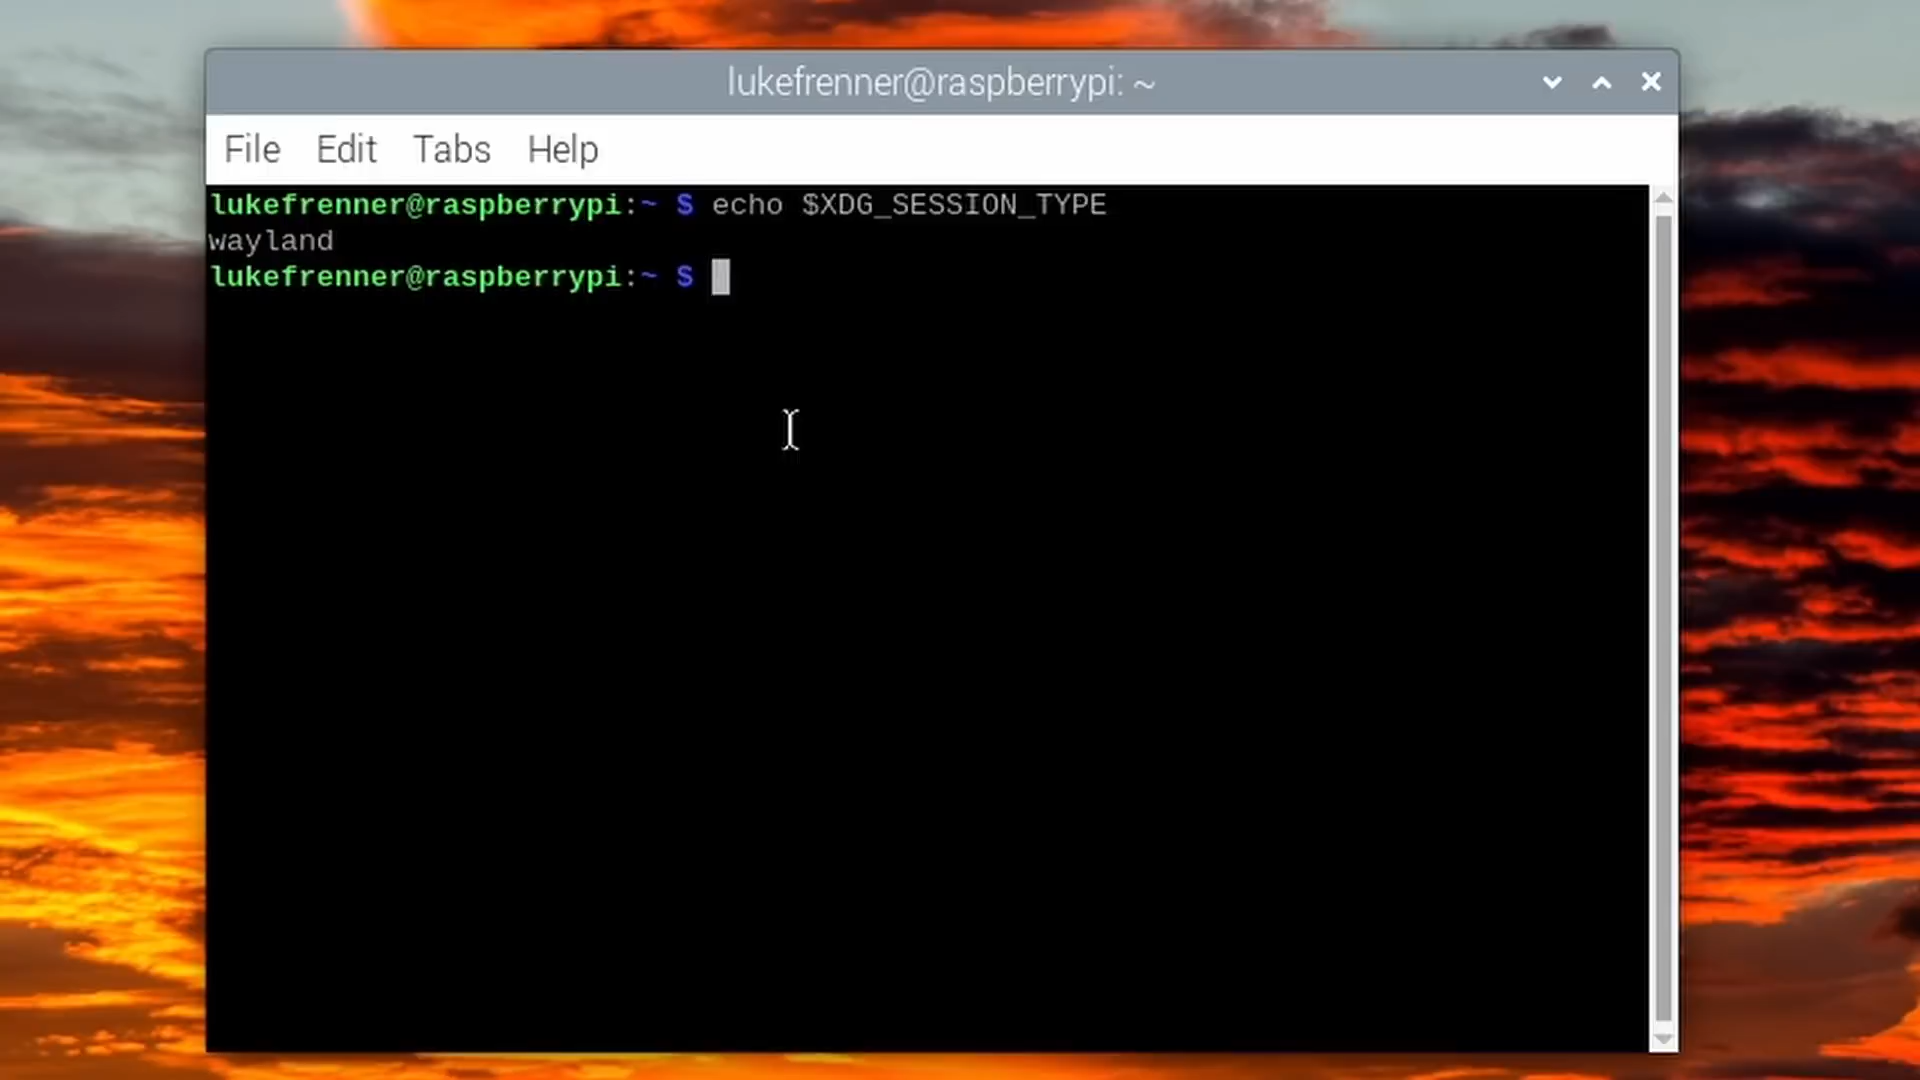 lukefrenner@raspberrypi: ~
File Edit Tabs Help
lukefrenner@raspberrypi:~ $ echo $XDG_SESSION_TYPE
wayland
lukefrenner@raspberrypi:~ $